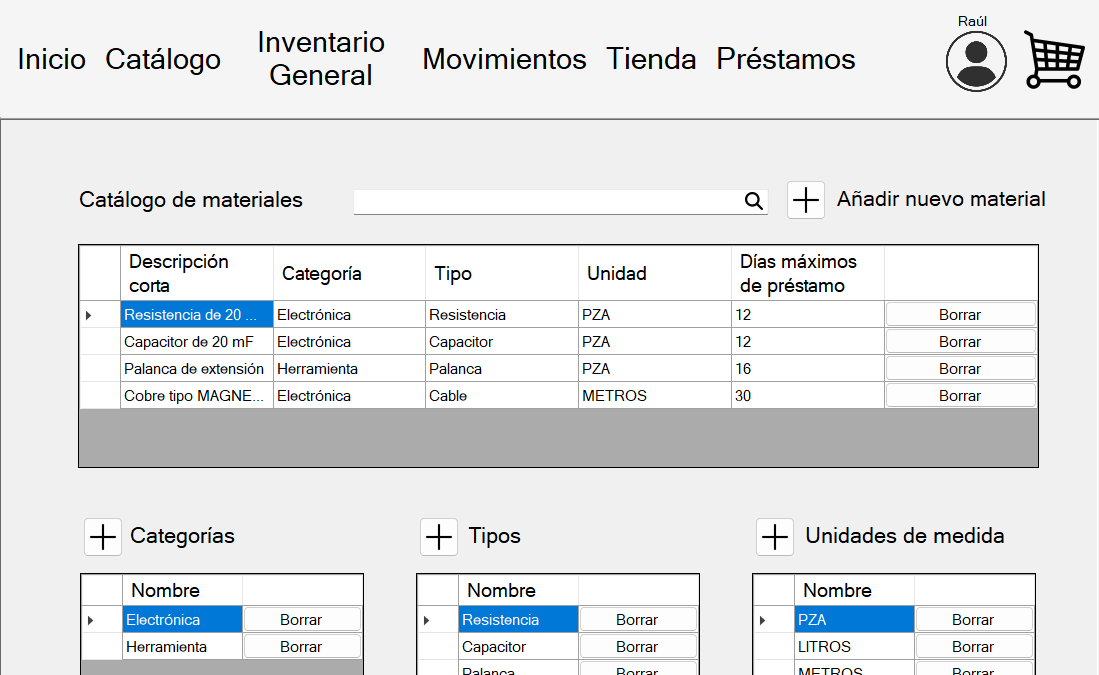 Raúl
Inicio Catálogo Inventario General Movimientos Tienda Préstamos
Catálogo de materiales
Añadir nuevo material
Descripción corta Categoría Tipo Unidad Días máximos de préstamo
Resistencia de 20 ... Electrónica Resistencia PZA 12 Borrar
Capacitor de 20 mF Electrónica Capacitor PZA 12 Borrar
Palanca de extensión Herramienta Palanca PZA 16 Borrar
Cobre tipo MAGNE... Electrónica Cable METROS 30 Borrar
Categorías Tipos Unidades de medida
Nombre Nombre Nombre
Electrónica Borrar Resistencia Borrar PZA Borrar
Herramienta Borrar Capacitor Borrar LITROS Borrar
Palanca Borrar METROS Borrar